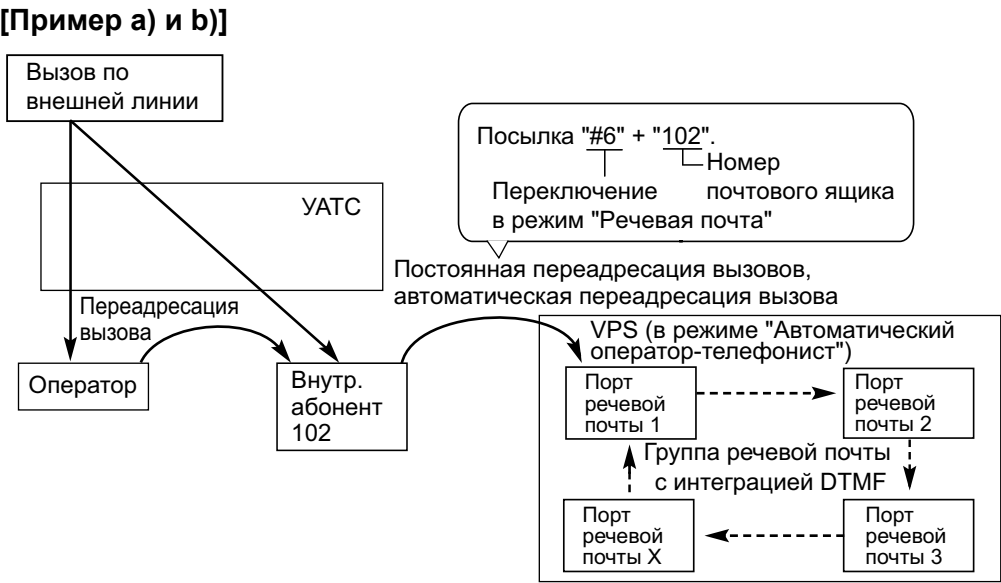 [Пример a) и b)]
Вызов по
внешней линии
Посылка "#6" + "102".
Номер
Переключение
почтового ящика
в режим "Речевая почта"
УАТС
Постоянная переадресация вызовов,
автоматическая переадресация вызова
Переадресация
вызова
VPS (в режиме "Автоматический
оператор-телефонист")
Оператор
Внутр.
абонент
102
Порт
речевой
почты 1
Порт
речевой
почты 2
Группа речевой почты
с интеграцией DTMF
Порт
речевой
почты X
Порт
речевой
почты 3